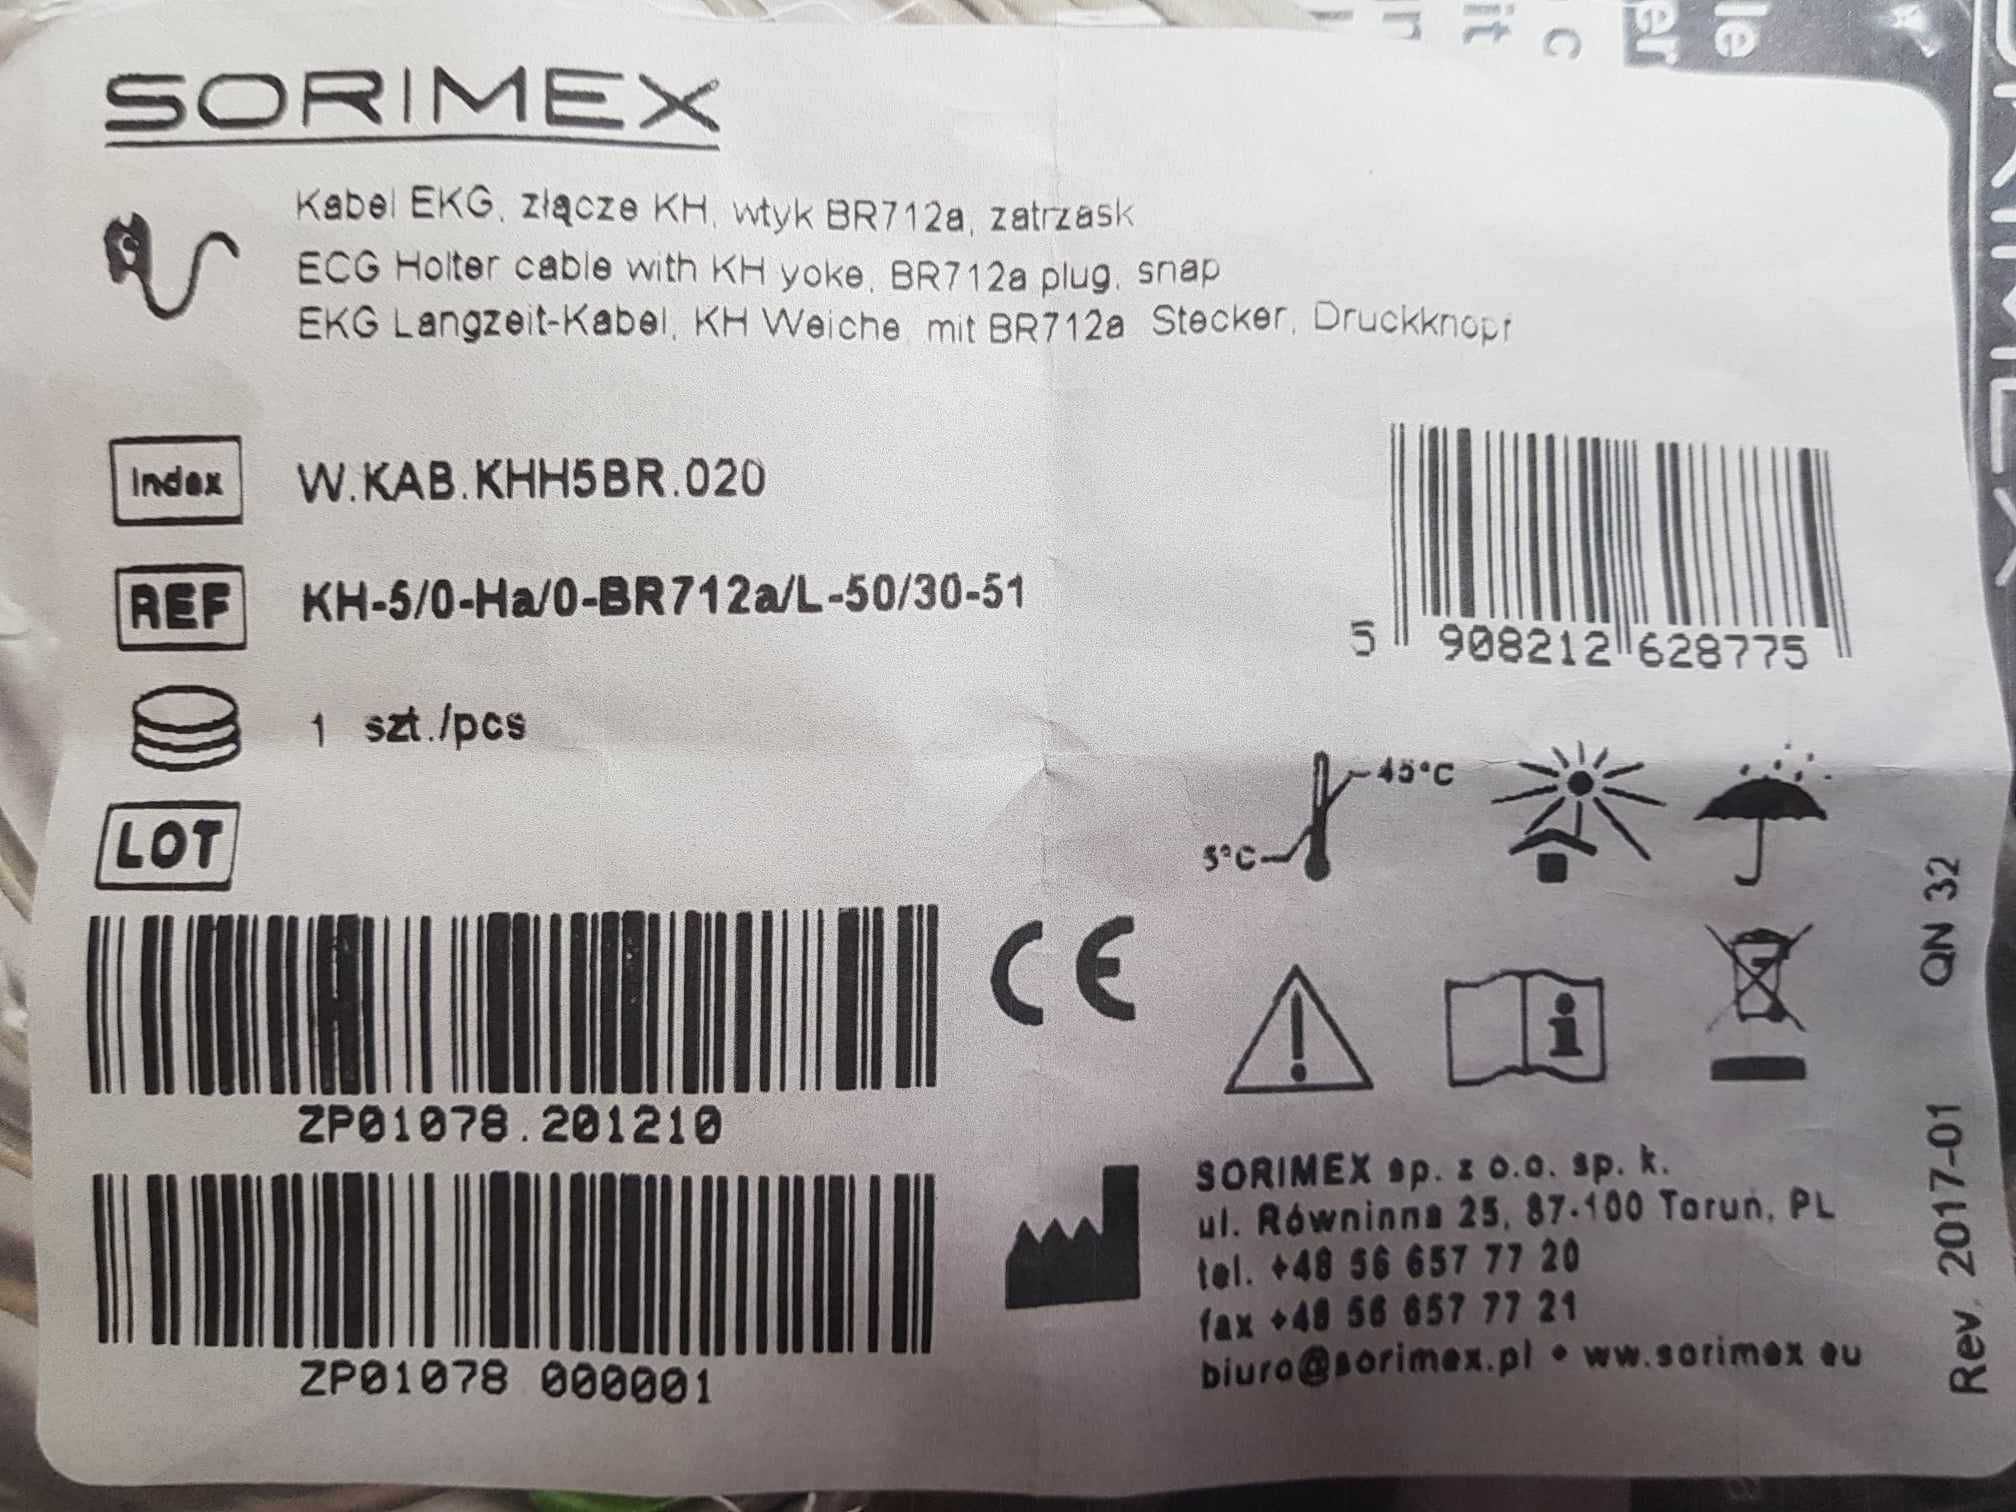 SORIMEX
Kabel EKG, złącze KH, wtyk BR712a, zatrzask
ECG Holter cable with KH yoke, BR712a plug, snap
EKG Langzeit-Kabel, KH Weiche mit BR712a Stecker, Druckknopf
Index W.KAB.KHH5BR.020
REF KH-5/0-Ha/0-BR712a/L-50/30-51
5 908212 628775
1 szt./pcs
45°C
5°C
LOT
CE
ZP01078.201210
ZP01078 000001
SORIMEX sp. z o.o. sp. k.
ul. Równinna 25, 87-100 Toruń, PL
tel. +48 56 657 77 20
fax +48 56 657 77 21
biuro@sorimex.pl • ww.sorimex eu
Rev. 2017-01 QN 32
SORIMEX